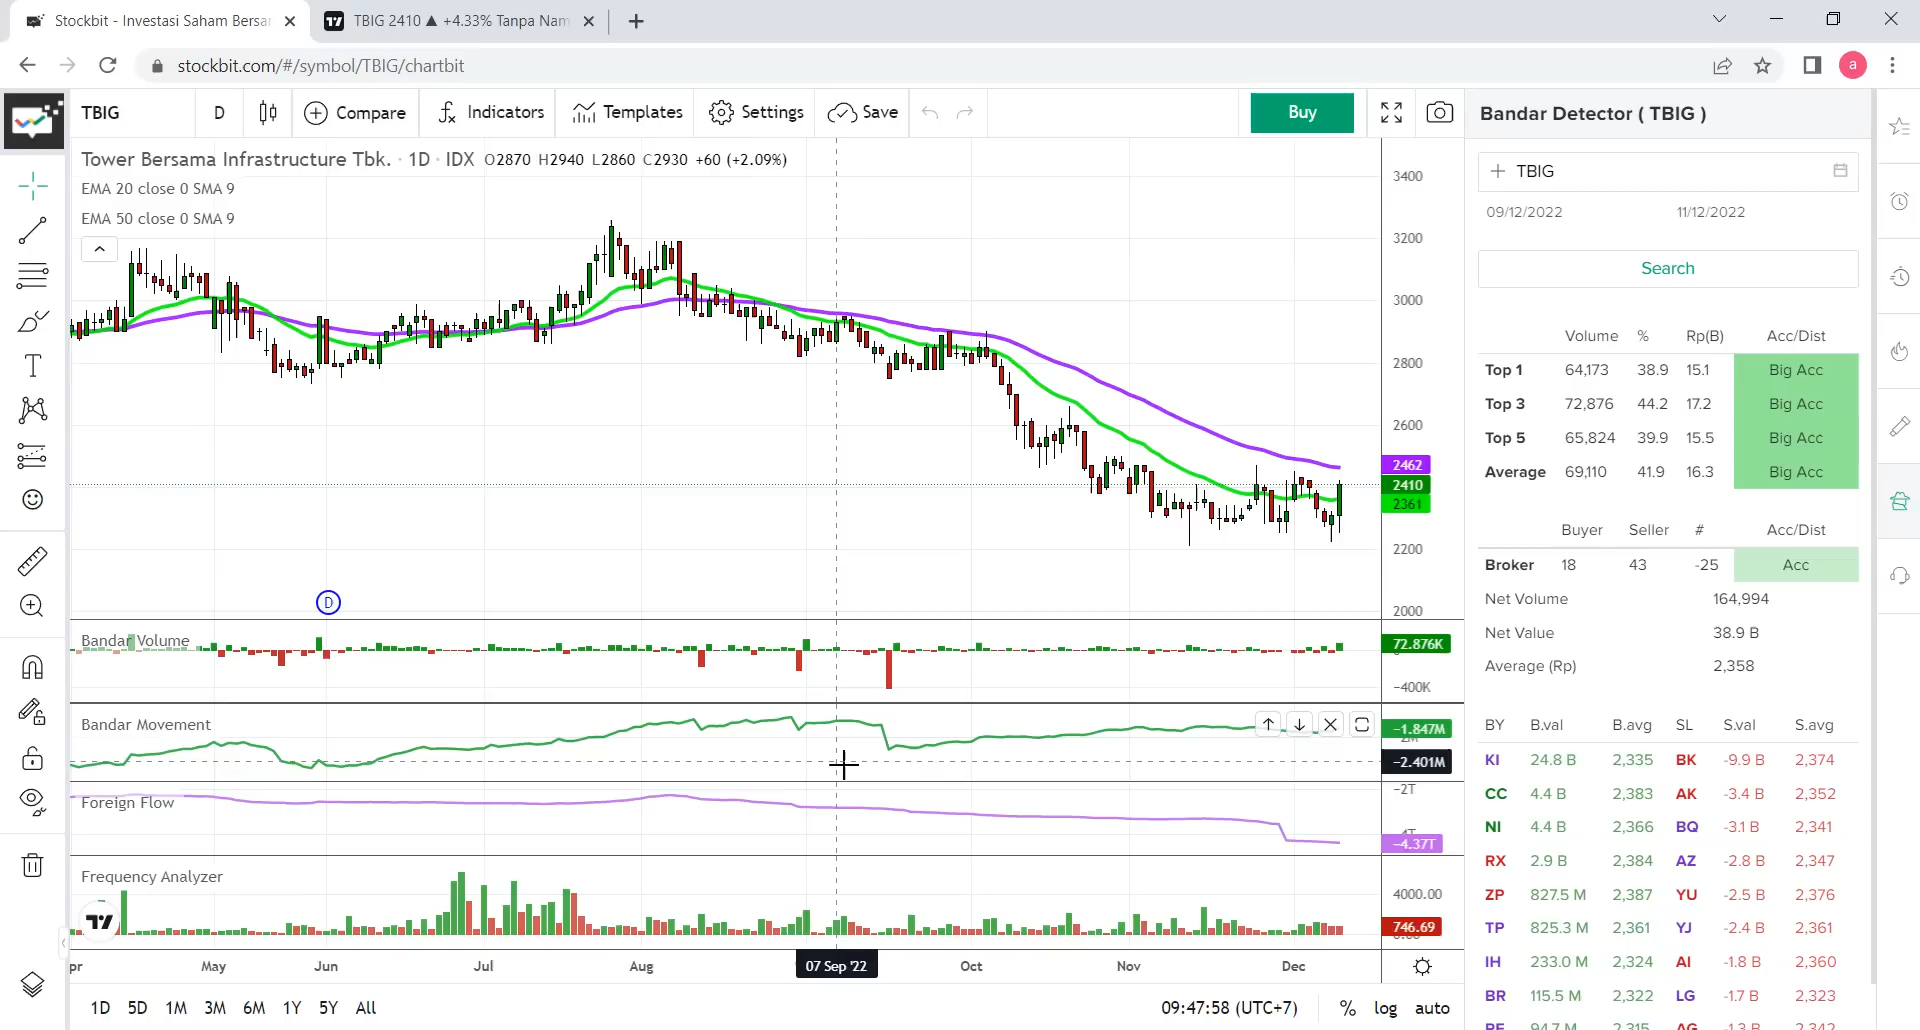 Stockbit - Investasi Saham Bersar
TBIG 2410 ▲ +4.33% Tanpa Nam
stockbit.com/#/symbol/TBIG/chartbit
a
TBIG D Compare Indicators Templates Settings Save Buy
Tower Bersama Infrastructure Tbk. · 1D · IDX O2870 H2940 L2860 C2930 +60 (+2.09%)
EMA 20 close 0 SMA 9
EMA 50 close 0 SMA 9
3400
3200
3000
2800
2600
2462
2410
2361
2200
2000
D
Bandar Volume
72.876K
−400K
Bandar Movement
−1.847M
−2.401M
Foreign Flow
−2T
−4.37T
Frequency Analyzer
4000.00
746.69
pr May Jun Jul Aug 07 Sep '22 Oct Nov Dec
1D 5D 1M 3M 6M 1Y 5Y All
09:47:58 (UTC+7) % log auto
Bandar Detector ( TBIG )
TBIG
09/12/2022 11/12/2022
Search
Volume % Rp(B) Acc/Dist
Top 1 64,173 38.9 15.1 Big Acc
Top 3 72,876 44.2 17.2 Big Acc
Top 5 65,824 39.9 15.5 Big Acc
Average 69,110 41.9 16.3 Big Acc
Buyer Seller # Acc/Dist
Broker 18 43 -25 Acc
Net Volume 164,994
Net Value 38.9 B
Average (Rp) 2,358
BY B.val B.avg SL S.val S.avg
KI 24.8 B 2,335 BK -9.9 B 2,374
CC 4.4 B 2,383 AK -3.4 B 2,352
NI 4.4 B 2,366 BQ -3.1 B 2,341
RX 2.9 B 2,384 AZ -2.8 B 2,347
ZP 827.5 M 2,387 YU -2.5 B 2,376
TP 825.3 M 2,361 YJ -2.4 B 2,361
IH 233.0 M 2,324 AI -1.8 B 2,360
BR 115.5 M 2,322 LG -1.7 B 2,323
94.7 M 2,315 AG -1.3 B 2,342